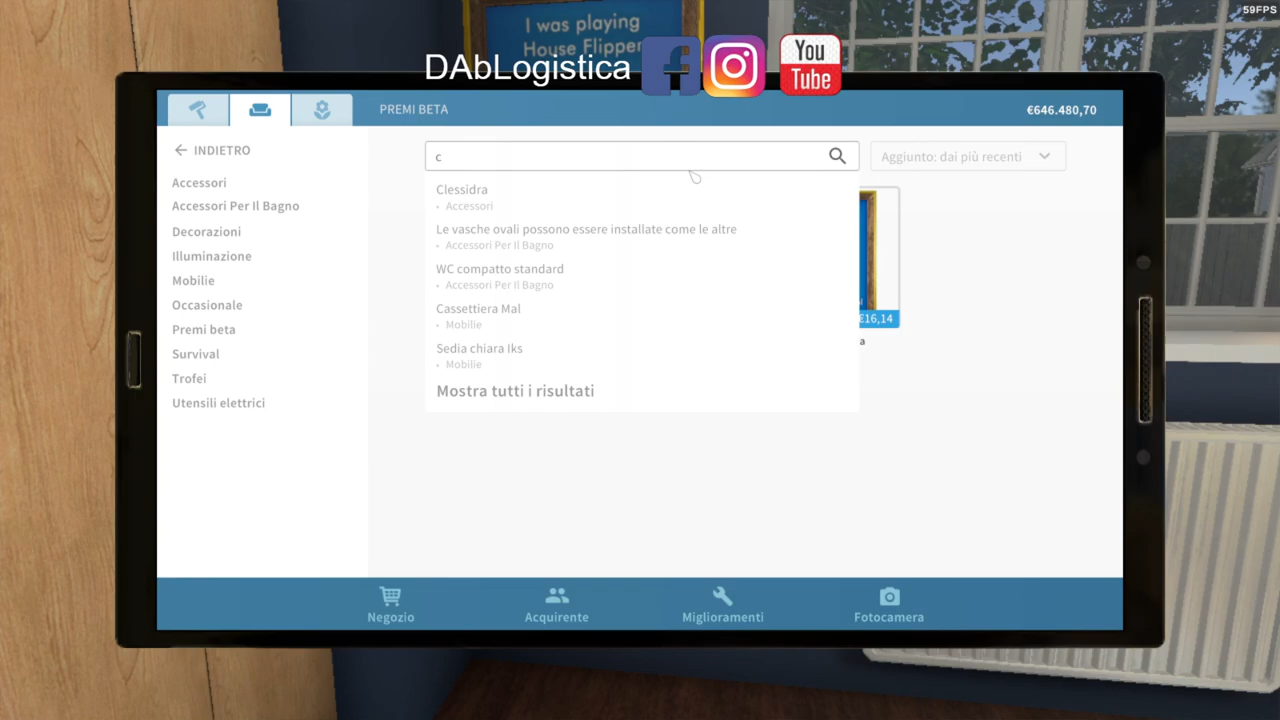 59FPS
I was playing
House Flipper
DAbLogistica
You
Tube
PREMI BETA
€646.480,70
INDIETRO
c
Aggiunto: dai più recenti
Accessori
Accessori Per Il Bagno
Decorazioni
Illuminazione
Mobilie
Occasionale
Premi beta
Survival
Trofei
Utensili elettrici
Clessidra
• Accessori
Le vasche ovali possono essere installate come le altre
• Accessori Per Il Bagno
WC compatto standard
• Accessori Per Il Bagno
Cassettiera Mal
• Mobilie
Sedia chiara Iks
• Mobilie
Mostra tutti i risultati
€16,14
a
Negozio
Acquirente
Miglioramenti
Fotocamera